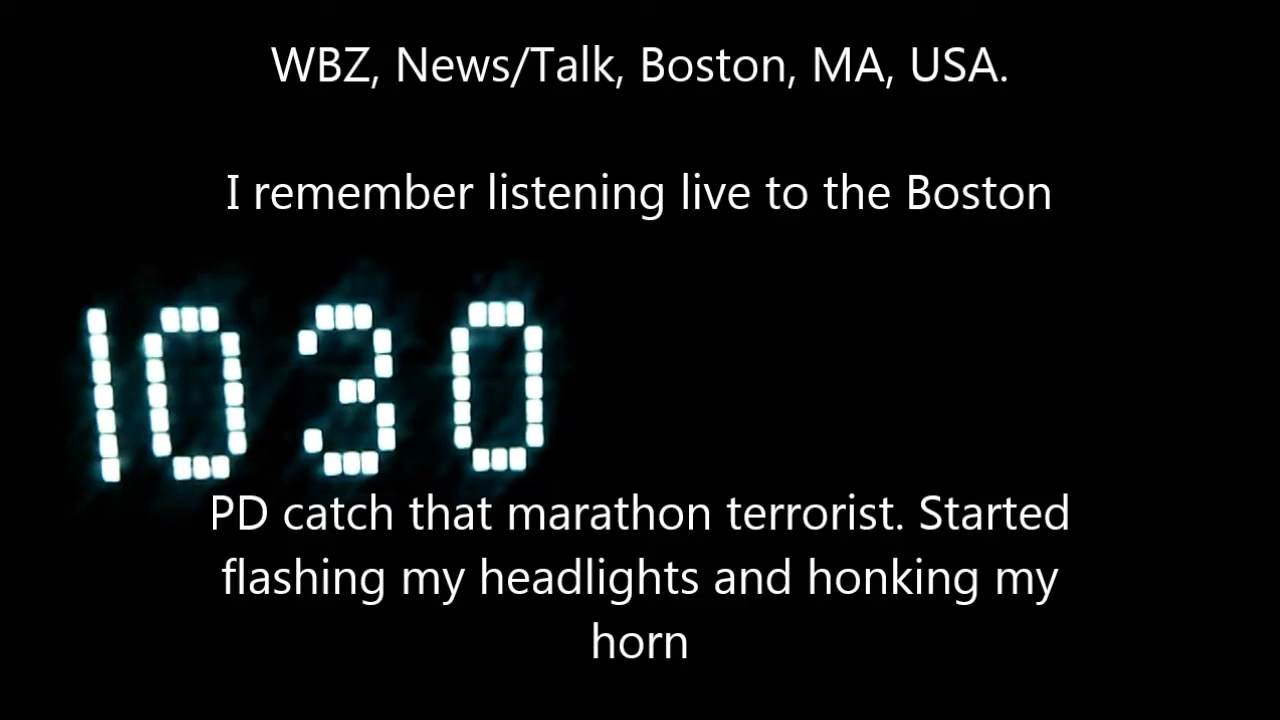 WBZ, News/Talk, Boston, MA, USA.
I remember listening live to the Boston
1030
PD catch that marathon terrorist. Started
flashing my headlights and honking my
horn